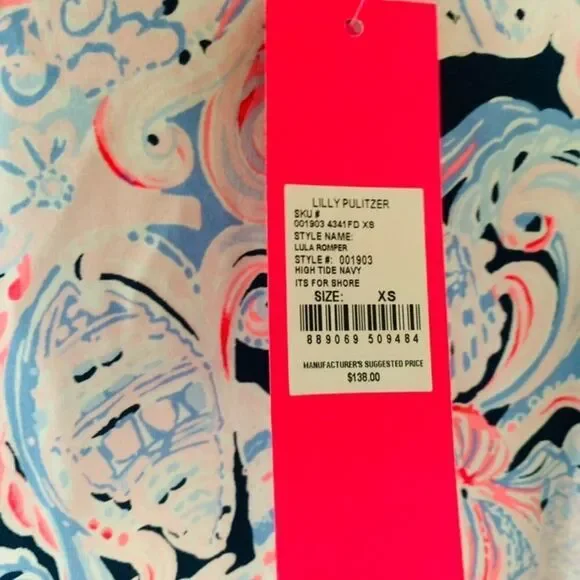 LILLY PULITZER
SKU #
001903 4341FD XS
STYLE NAME:
LULA ROMPER
STYLE #: 001903
HIGH TIDE NAVY
ITS FOR SHORE
SIZE: XS
889069 509484
MANUFACTURER'S SUGGESTED PRICE
$138.00